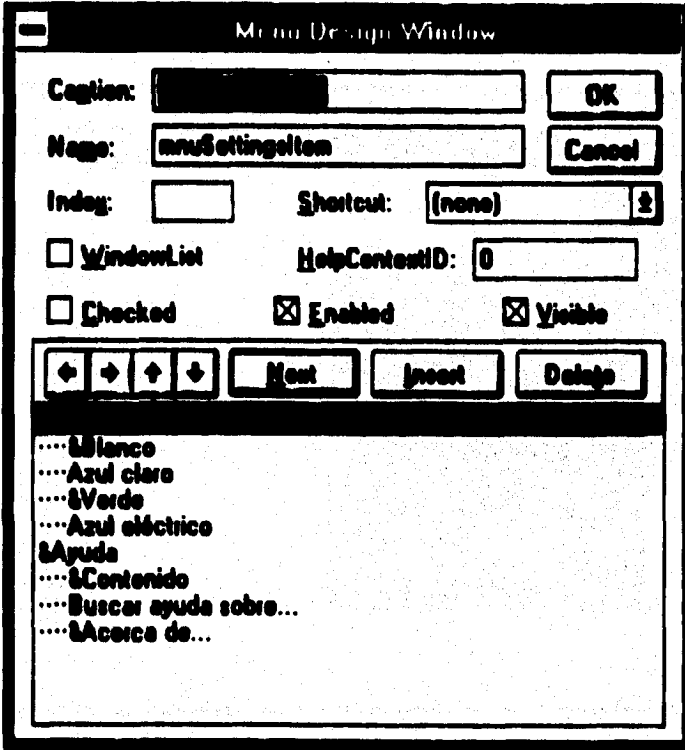 Menu Design Window
Caption:
OK
Name: mnuSettingsItem
Cancel
Index:
Shortcut: (none)
WindowList
HelpContextID: 0
Checked
Enabled
Visible
Next
Insert
Delete
····&Blanco
····Azul claro
····&Verde
····Azul eléctrico
&Ayuda
····&Contenido
····Buscar ayuda sobre...
····&Acerca de...